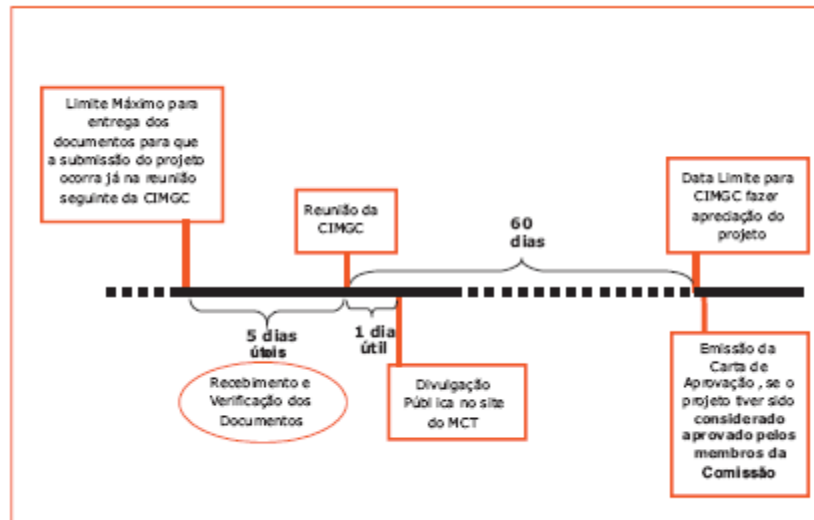 Limite Máximo para
entrega dos
documentos para que
a submissão do projeto
ocorra já na reunião
seguinte da CIMGC
Reunião da
CIMGC
60
dias
Data Limite para
CIMGC fazer
apreciação do
projeto
5 dias
úteis
1 dia
útil
Recebimento e
Verificação dos
Documentos
Divulgação
Pública no site
do MCT
Emissão da
Carta de
Aprovação, se o
projeto tiver sido
considerado
aprovado pelos
membros da
Comissão